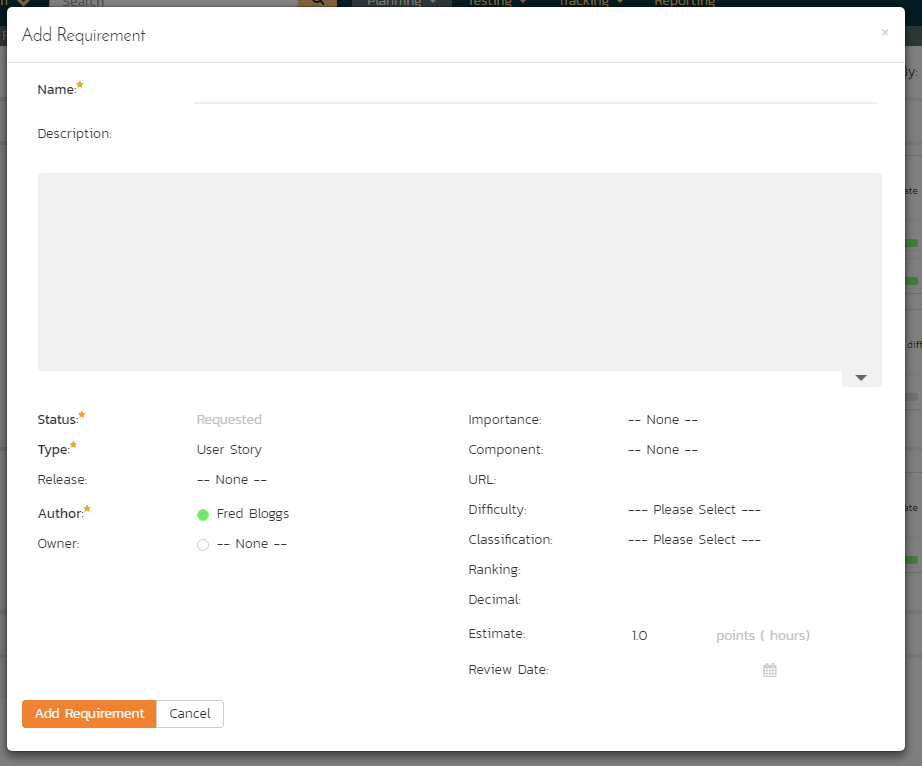 Search Planning Testing Tracking Reporting
Add Requirement ×
By:
Name:*
Description:
Status:* Requested Importance: -- None --
Type:* User Story Component: -- None --
Release: -- None -- URL:
Difficulty: --- Please Select ---
Author:* Fred Bloggs
Classification: --- Please Select ---
Owner: -- None --
Ranking:
Decimal:
Estimate: 1.0 points ( hours)
Review Date:
Add Requirement Cancel